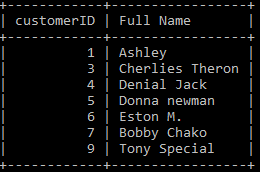 customerID | Full Name
1 | Ashley
3 | Cherlies Theron
4 | Denial Jack
5 | Donna newman
6 | Eston M.
7 | Bobby Chako
9 | Tony Special